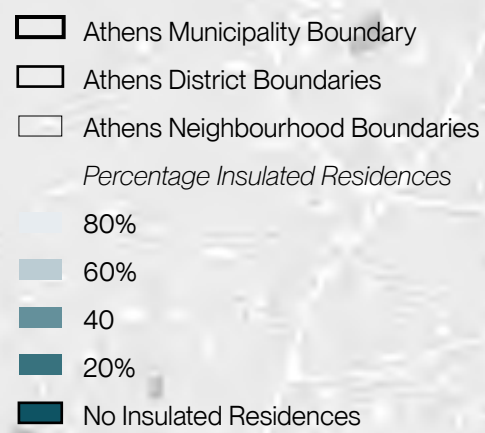 Athens Municipality Boundary
Athens District Boundaries
Athens Neighbourhood Boundaries
Percentage Insulated Residences
80%
60%
40
20%
No Insulated Residences